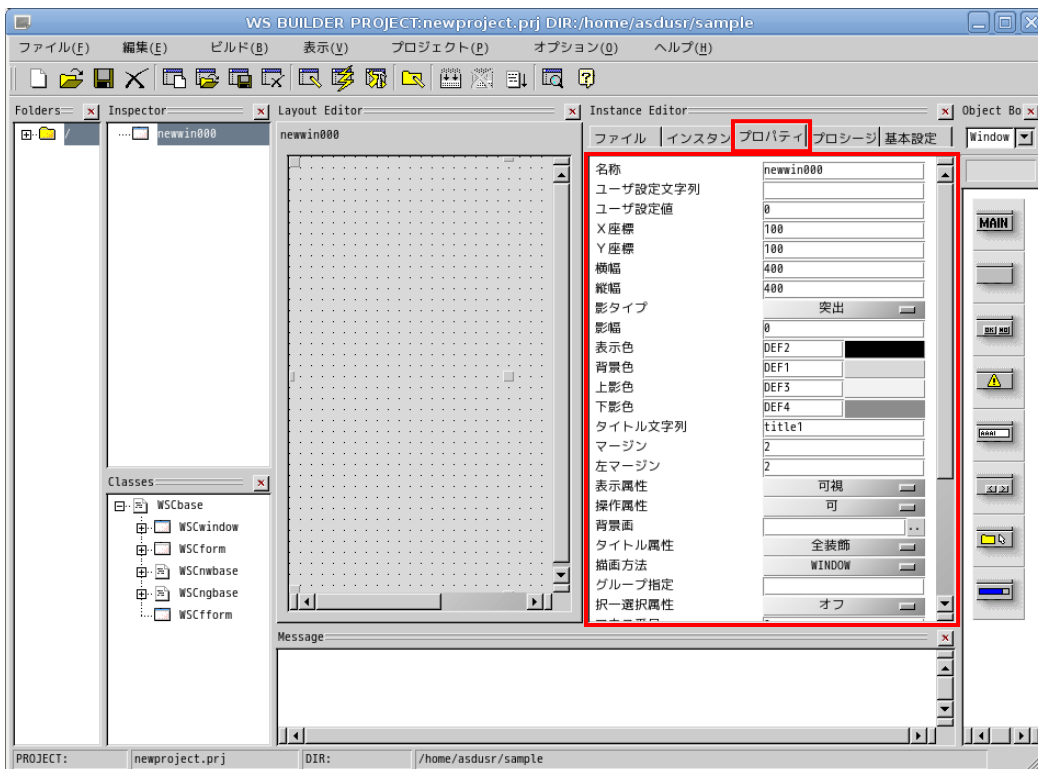 WS BUILDER PROJECT:newproject.prj DIR:/home/asdusr/sample
ファイル(F) 編集(E) ビルド(B) 表示(V) プロジェクト(P) オプション(O) ヘルプ(H)
Folders
/
Inspector
newwin000
Classes
WSCbase
WSCwindow
WSCform
WSCnwbase
WSCngbase
WSCfform
Layout Editor
newwin000
Instance Editor
ファイル インスタン プロパティ プロシージ 基本設定
名称 newwin000
ユーザ設定文字列
ユーザ設定値 0
X座標 100
Y座標 100
横幅 400
縦幅 400
影タイプ 突出
影幅 0
表示色 DEF2
背景色 DEF1
上影色 DEF3
下影色 DEF4
タイトル文字列 title1
マージン 2
左マージン 2
表示属性 可視
操作属性 可
背景画 ..
タイトル属性 全装飾
描画方法 WINDOW
グループ指定
択一選択属性 オフ
Object Bo
Window
MAIN
OK NO
Message
PROJECT: newproject.prj DIR: /home/asdusr/sample